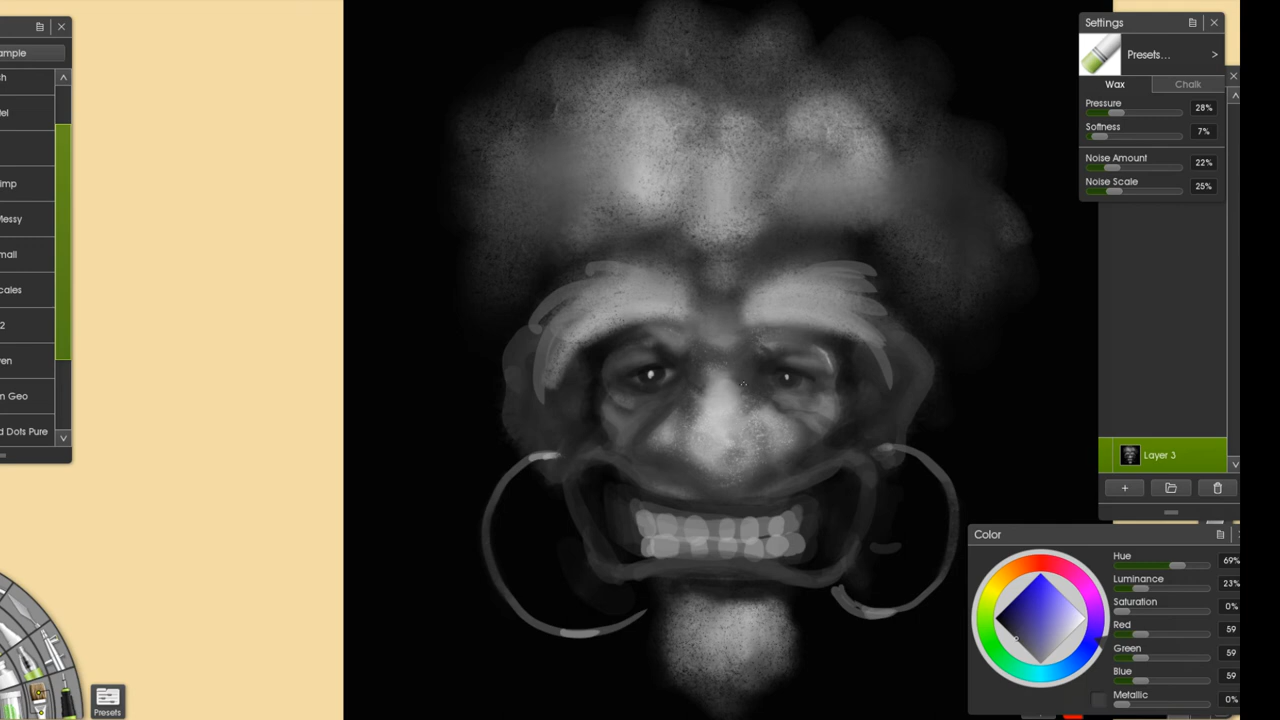 ample
sh
el
imp
Messy
mall
cales
2
en
n Geo
d Dots Pure
Presets
Settings
Presets... >
Wax Chalk
Pressure 28%
Softness 7%
Noise Amount 22%
Noise Scale 25%
Layer 3
Color
Hue 69%
Luminance 23%
Saturation 0%
Red 59
Green 59
Blue 59
Metallic 0%